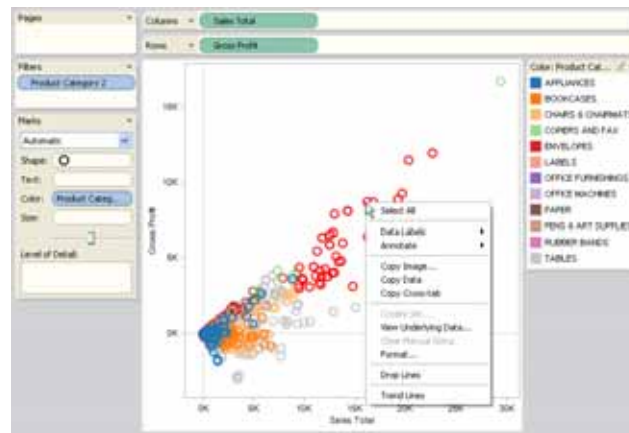 Pages
Columns
Sales Total
Rows
Gross Profit
Filters
Product Category 2
Marks
Automatic
Shape:
Text:
Color: Product Categ...
Size:
Level of Detail:
Gross Profit
15K
10K
5K
0K
0K 5K 10K 15K 20K 25K 30K
Sales Total
Select All
Data Labels
Annotate
Copy Image...
Copy Data
Copy Cross-tab
View Underlying Data...
Format...
Drop Lines
Trend Lines
Color: Product Cat...
APPLIANCES
BOOKCASES
CHAIRS & CHAIRMATS
COPIERS AND FAX
ENVELOPES
LABELS
OFFICE FURNISHINGS
OFFICE MACHINES
PAPER
PENS & ART SUPPLIES
RUBBER BANDS
TABLES